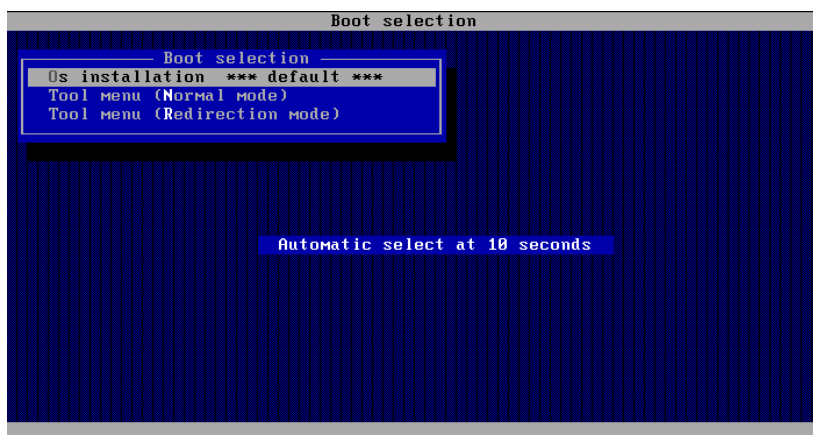 Boot selection
Boot selection
Os installation *** default ***
Tool menu (Normal mode)
Tool menu (Redirection mode)
Automatic select at 10 seconds